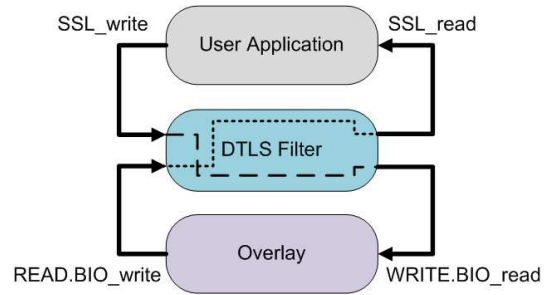 SSL_write
SSL_read
User Application
DTLS Filter
Overlay
READ.BIO_write
WRITE.BIO_read